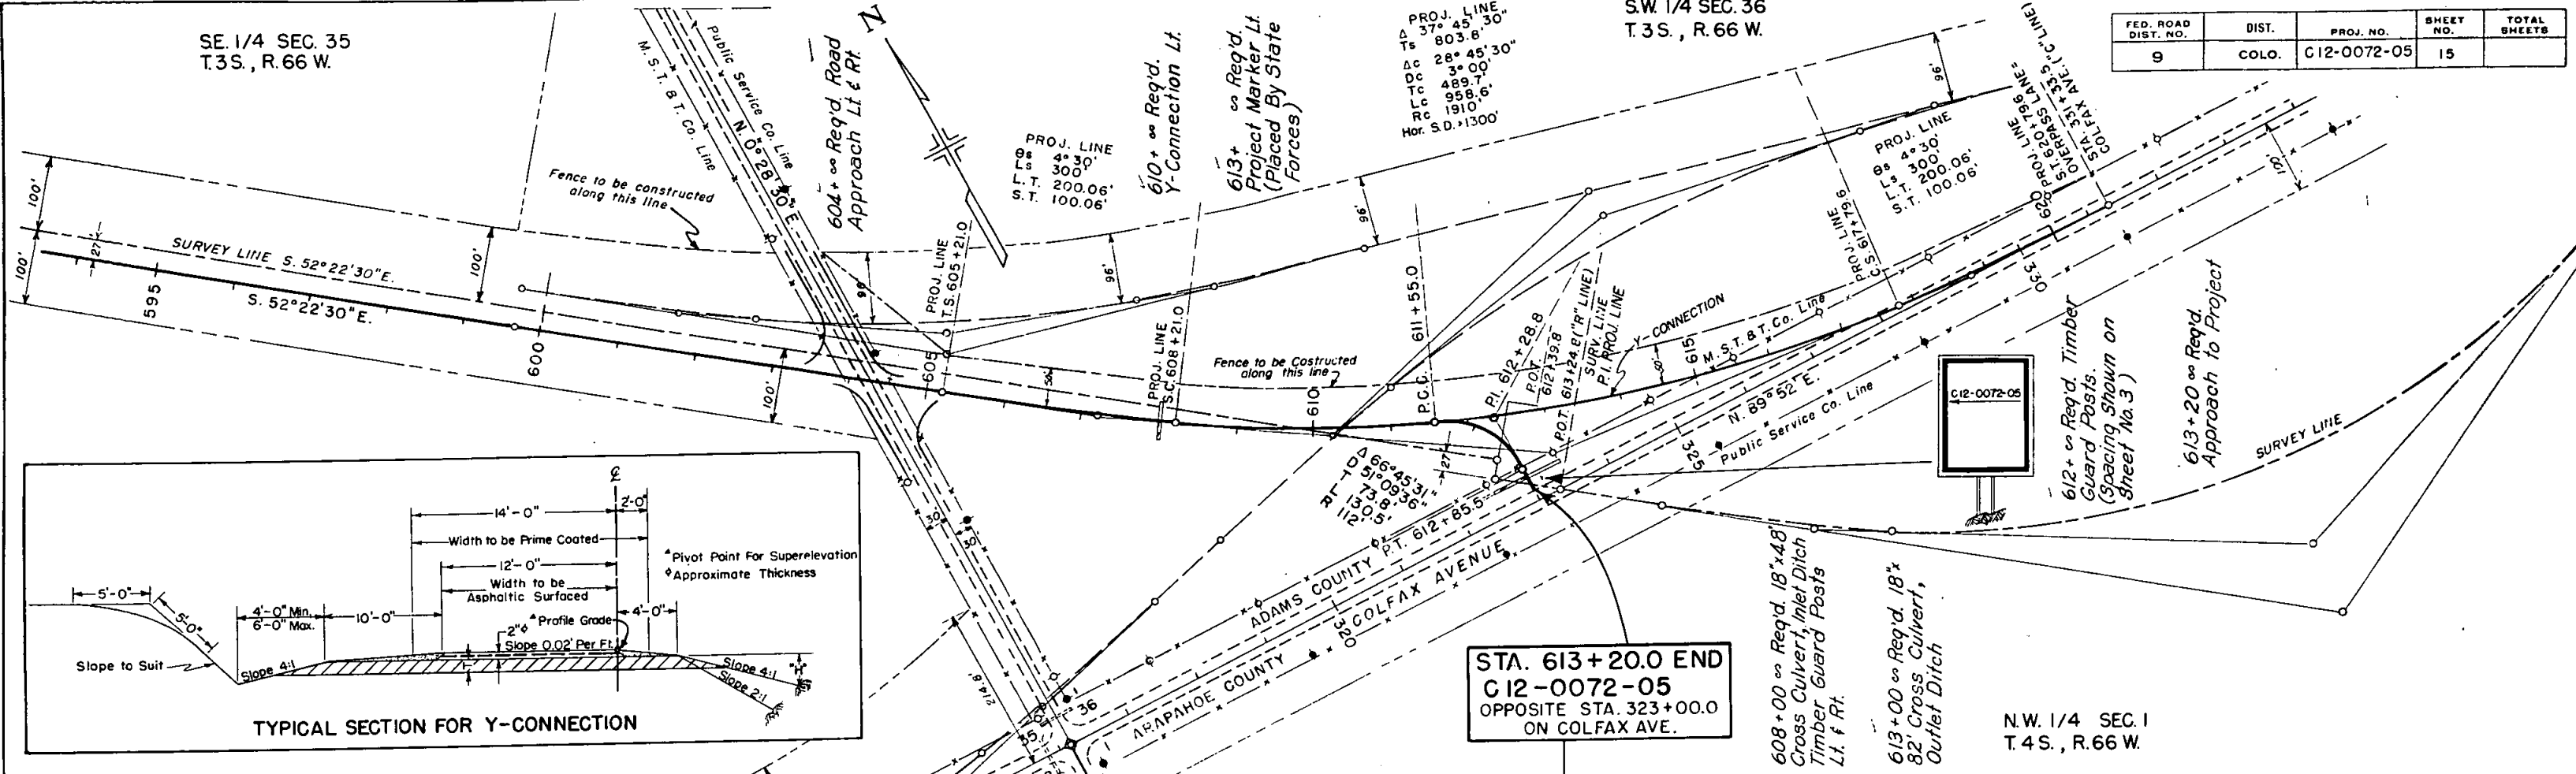 SE. 1/4 SEC. 35
T.3 S., R.66 W.
S.W. 1/4 SEC. 36
T. 3 S., R. 66 W.
FED. ROAD DIST. NO.
DIST.
PROJ. NO.
SHEET NO.
TOTAL SHEETS
9
COLO.
C12-0072-05
15
N
M.S.T. & T. Co. Line
Public Service Co. Line
N. 0° 28' 30" E.
604+ ∞ Req'd. Road
Approach Lt. & Rt.
PROJ. LINE
θs 4° 30'
Ls 300'
L.T. 200.06'
S.T. 100.06'
610+ ∞ Req'd.
Y-Connection Lt.
613+ ∞ Req'd.
Project Marker Lt.
(Placed By State
Forces)
PROJ. LINE
Δ 37° 45' 30"
Ts 803.8'
Δc 28° 45' 30"
Dc 3° 00'
Tc 489.7'
Lc 958.6'
Rc 1910'
Hor. S.D. >1300'
PROJ. LINE
θs 4° 30'
Ls 300'
L.T. 200.06'
S.T. 100.06'
PROJ. LINE
S.T. 620+79.6
OVERPASS LANE=
STA. 331+33.5
COLFAX AVE. ("C" LINE)
PROJ. LINE
C.S. 617+79.6
Fence to be constructed
along this line
100'
100'
27'
SURVEY LINE S. 52° 22' 30" E.
S. 52° 22' 30" E.
100'
100'
595
600
605
610
615
620
96'
96'
96'
96'
100'
PROJ. LINE
T.S. 605+21.0
PROJ. LINE
S.C. 608+21.0
50'
Fence to be Costructed
along this line
P.C. 611+55.0
P.I. 612+28.8
P.O.T. 612+39.8
P.O.T. 613+24.8 ("R" LINE)
SURV. LINE
P.I. PROJ. LINE
Y-CONNECTION
60'
M.S.T. & T. Co. Line
N. 89° 52' E.
Public Service Co. Line
325
330
320
27'
Δ 66° 45' 31"
D 51° 09' 36"
T 73.8'
L 130.5'
R 112'
P.T. 612+85.5
ADAMS COUNTY
COLFAX AVENUE
ARAPAHOE COUNTY
30'
30'
214.8'
36
35
C12-0072-05
612+ ∞ Req'd. Timber
Guard Posts.
(Spacing Shown on
Sheet No. 3)
613+20 ∞ Req'd.
Approach to Project
SURVEY LINE
608+00 ∞ Req'd. 18"x48'
Cross Culvert, Inlet Ditch
Timber Guard Posts
Lt. & Rt.
613+00 ∞ Req'd. 18"x
82' Cross Culvert,
Outlet Ditch
STA. 613+20.0 END
C12-0072-05
OPPOSITE STA. 323+00.0
ON COLFAX AVE.
N.W. 1/4 SEC. 1
T. 4 S., R. 66 W.
℄
14'-0"
2'-0"
Width to be Prime Coated
12'-0"
Width to be
Asphaltic Surfaced
▲Pivot Point For Superelevation
ϕApproximate Thickness
5'-0"
5'-0"
4'-0" Min.
6'-0" Max.
10'-0"
4'-0"
▲Profile Grade
2"ϕ
Slope 0.02' Per Ft.
Slope to Suit
Slope 4:1
Slope 4:1
Slope 2:1
"H"
TYPICAL SECTION FOR Y-CONNECTION